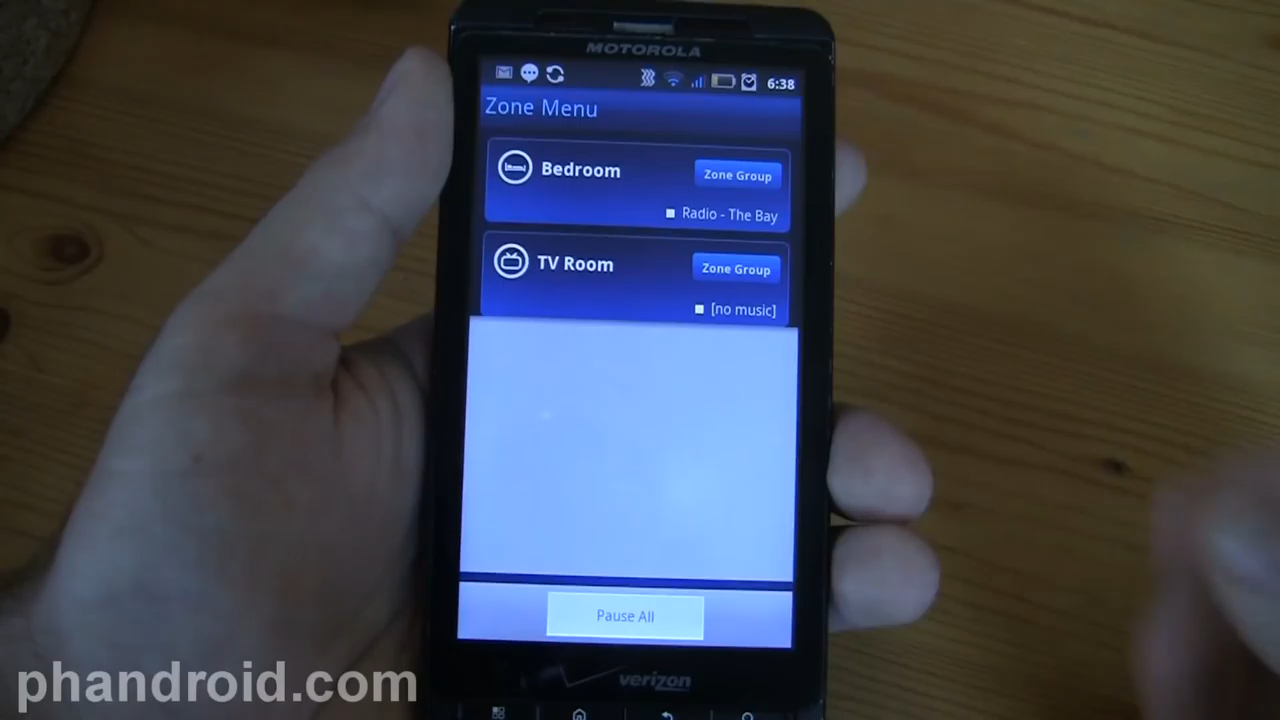 MOTOROLA
6:38
Zone Menu
Bedroom
Zone Group
Radio - The Bay
TV Room
Zone Group
[no music]
Pause All
verizon
phandroid.com